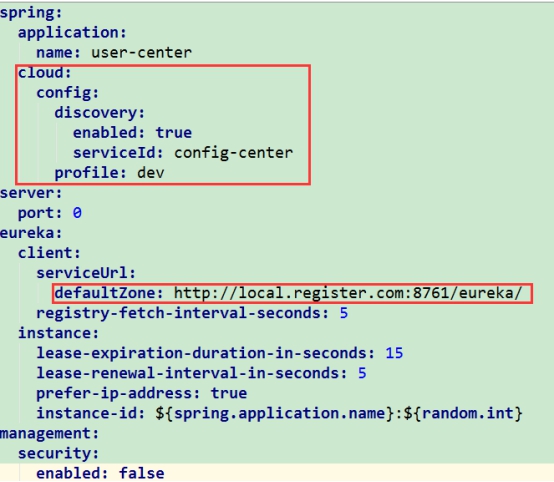 spring:
  application:
    name: user-center
  cloud:
    config:
      discovery:
        enabled: true
        serviceId: config-center
      profile: dev
server:
  port: 0
eureka:
  client:
    serviceUrl:
      defaultZone: http://local.register.com:8761/eureka/
    registry-fetch-interval-seconds: 5
  instance:
    lease-expiration-duration-in-seconds: 15
    lease-renewal-interval-in-seconds: 5
    prefer-ip-address: true
    instance-id: ${spring.application.name}:${random.int}
management:
  security:
    enabled: false